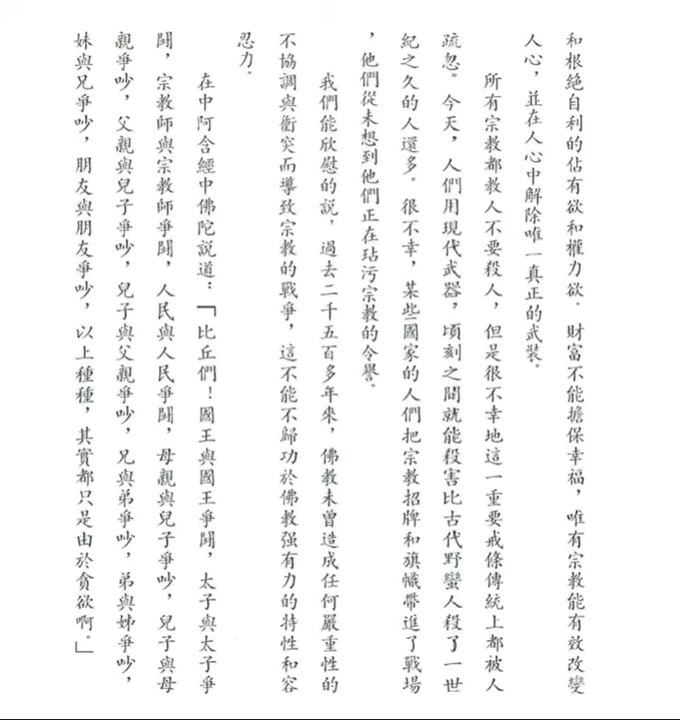 和根絕自利的佔有欲和權力欲。財富不能擔保幸福，唯有宗教能有效改變
人心，並在人心中解除唯一真正的武裝。
所有宗教都教人不要殺人，但是很不幸地這一重要戒條傳統上都被人
疏忽。今天，人們用現代武器，頃刻之間就能殺害比古代野蠻人殺了一世
紀之久的人還多。很不幸，某些國家的人們把宗教招牌和旗幟帶進了戰場
，他們從未想到他們正在玷污宗教的令譽。
我們能欣慰的說，過去二千五百多年來，佛教未曾造成任何嚴重性的
不協調與衝突而導致宗教的戰爭，這不能不歸功於佛教强有力的特性和容
忍力。
在中阿含經中佛陀説道：「比丘們！國王與國王爭鬪，太子與太子爭
鬪，宗教師與宗教師爭鬪，人民與人民爭鬪，母親與兒子爭吵，兒子與母
親爭吵，父親與兒子爭吵，兒子與父親爭吵，兄與弟爭吵，弟與姊爭吵，
妹與兄爭吵，朋友與朋友爭吵，以上種種，其實都只是由於貪欲啊。」